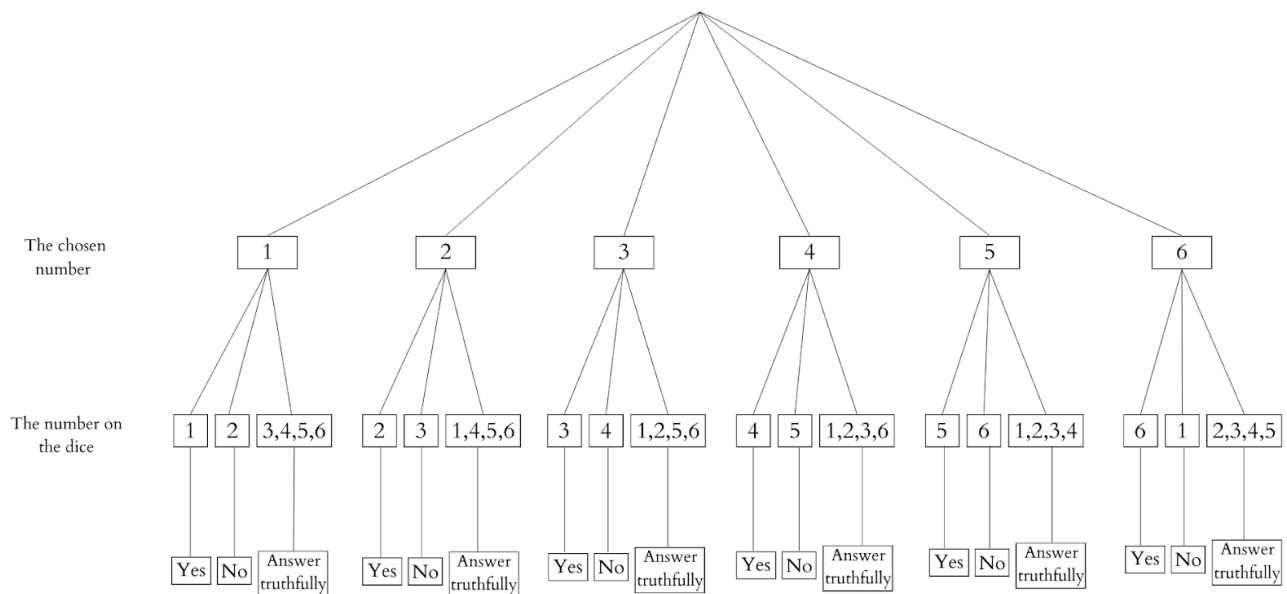 The chosen
number
1 2 3 4 5 6
The number on
the dice
1 2 3,4,5,6 2 3 1,4,5,6 3 4 1,2,5,6 4 5 1,2,3,6 5 6 1,2,3,4 6 1 2,3,4,5
Yes No Answer truthfully Yes No Answer truthfully Yes No Answer truthfully Yes No Answer truthfully Yes No Answer truthfully Yes No Answer truthfully